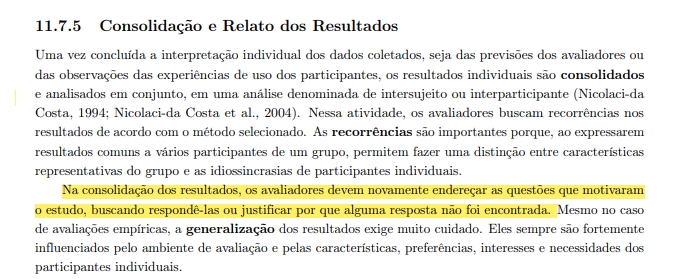 11.7.5 Consolidação e Relato dos Resultados
Uma vez concluída a interpretação individual dos dados coletados, seja das previsões dos avaliadores ou
das observações das experiências de uso dos participantes, os resultados individuais são consolidados
e analisados em conjunto, em uma análise denominada de intersujeito ou interparticipante (Nicolaci-da
Costa, 1994; Nicolaci-da Costa et al., 2004). Nessa atividade, os avaliadores buscam recorrências nos
resultados de acordo com o método selecionado. As recorrências são importantes porque, ao expressarem
resultados comuns a vários participantes de um grupo, permitem fazer uma distinção entre características
representativas do grupo e as idiossincrasias de participantes individuais.
Na consolidação dos resultados, os avaliadores devem novamente endereçar as questões que motivaram
o estudo, buscando respondê-las ou justificar por que alguma resposta não foi encontrada. Mesmo no caso
de avaliações empíricas, a generalização dos resultados exige muito cuidado. Eles sempre são fortemente
influenciados pelo ambiente de avaliação e pelas características, preferências, interesses e necessidades dos
participantes individuais.